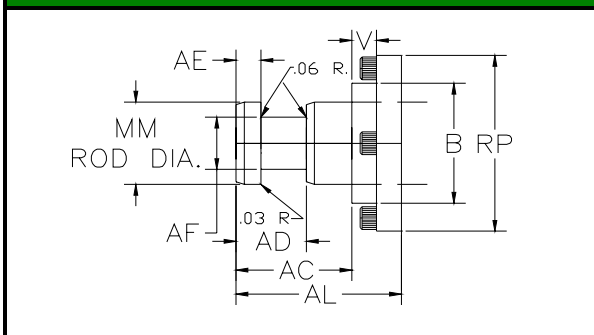 V
AE
.06 R.
MM
ROD DIA.
B
RP
AF
.03 R
AD
AC
AL